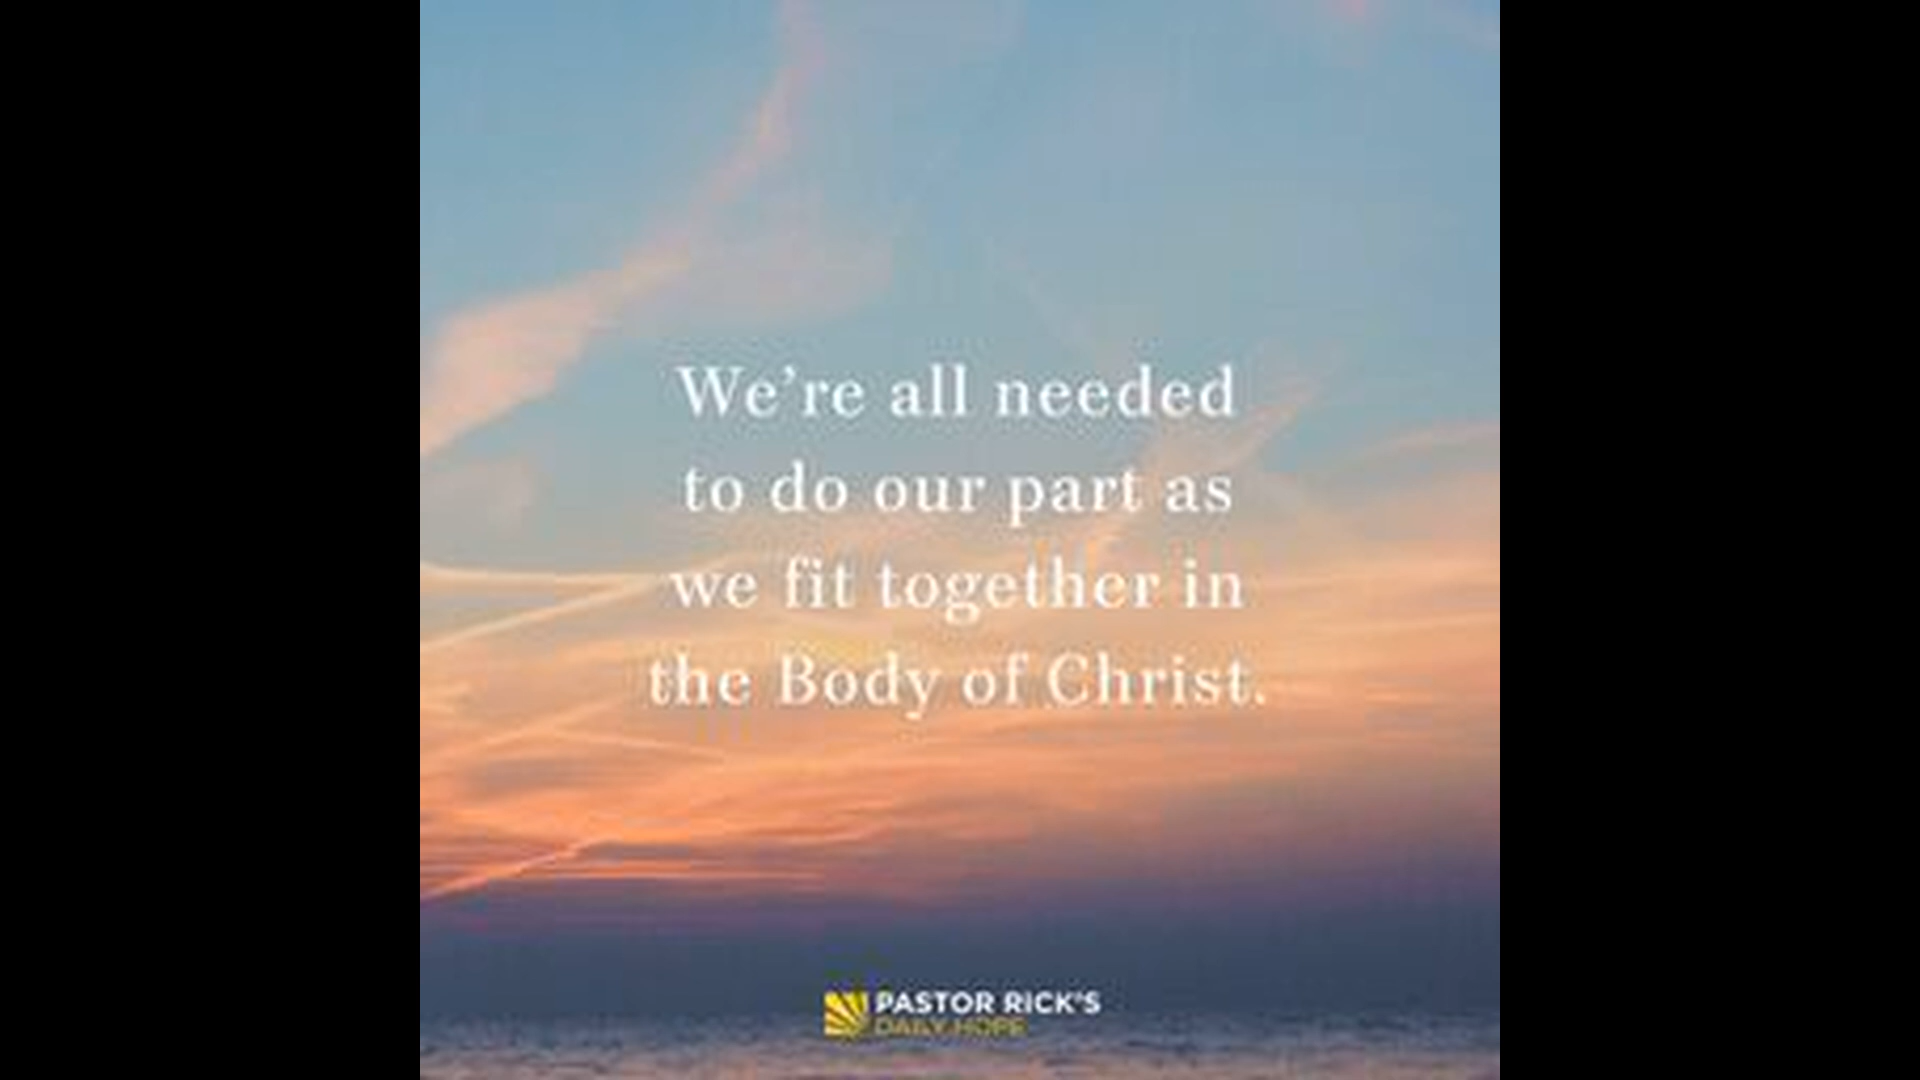 We’re all needed
to do our part as
we fit together in
the Body of Christ.
PASTOR RICK'S
DAILY HOPE